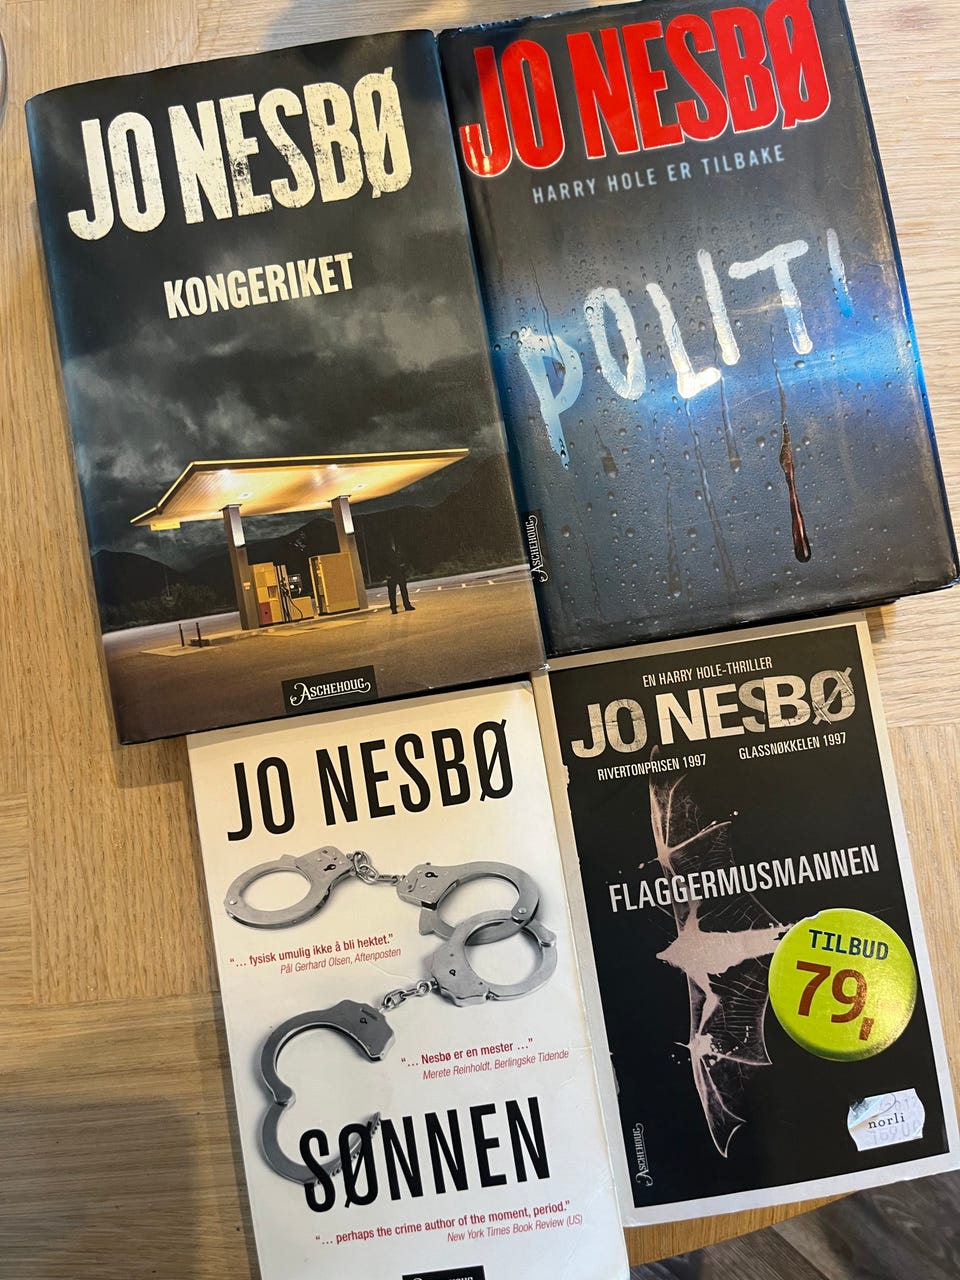 JO NESBØ
KONGERIKET
ASCHEHOUG
JO NESBØ
HARRY HOLE ER TILBAKE
POLITI
ASCHEHOUG
JO NESBØ
“... fysisk umulig ikke å bli hektet.”
Pål Gerhard Olsen, Aftenposten
“... Nesbø er en mester ...”
Merete Reinholdt, Berlingske Tidende
SØNNEN
“... perhaps the crime author of the moment, period.”
New York Times Book Review (US)
ASCHEHOUG
EN HARRY HOLE-THRILLER
JO NESBØ
RIVERTONPRISEN 1997
GLASSNØKKELEN 1997
FLAGGERMUSMANNEN
TILBUD
79,-
norli
ASCHEHOUG